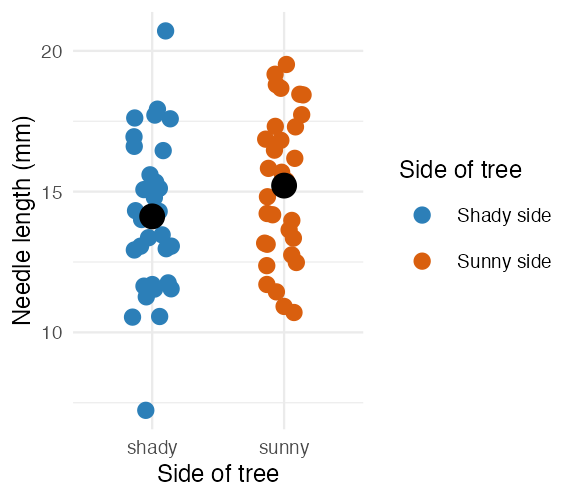 20
15
10
Needle length (mm)
shady
sunny
Side of tree
Side of tree
Shady side
Sunny side